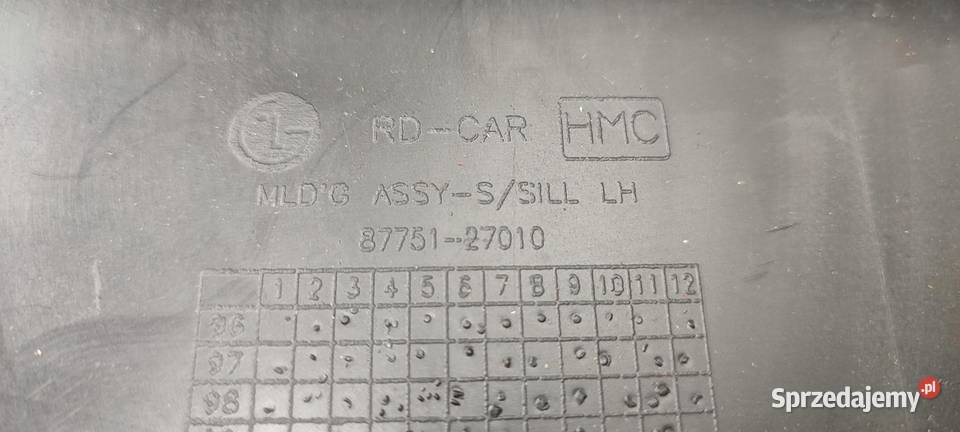 RD-CAR HMC
MLD'G ASSY-S/SILL LH
87751-27010
1 2 3 4 5 6 7 8 9 10 11 12
96
97
98
Sprzedajemy.pl